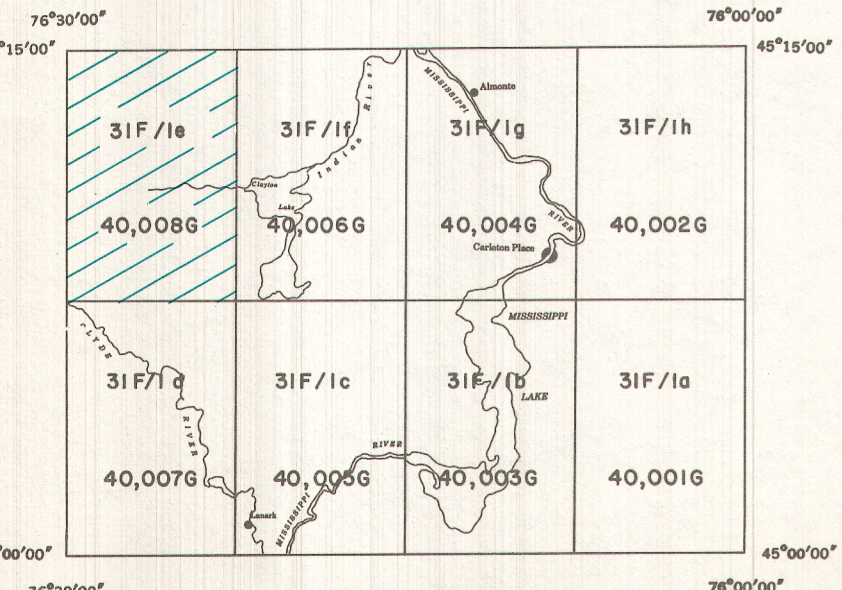 76°30'00" 76°00'00"
°15'00" 45°15'00"
MISSISSIPPI
Almonte
Indian River
31F/1e 31F/1f 31F/1g 31F/1h
Clayton
Lake
RIVER
40,008G 40,006G 40,004G 40,002G
Carleton Place
MISSISSIPPI
CLYDE
31F/1d 31F/1c 31F/1b 31F/1a
LAKE
RIVER
RIVER
40,007G 40,005G 40,003G 40,001G
MISSISSIPPI
Lanark
00'00" 45°00'00"
76°30'00" 76°00'00"